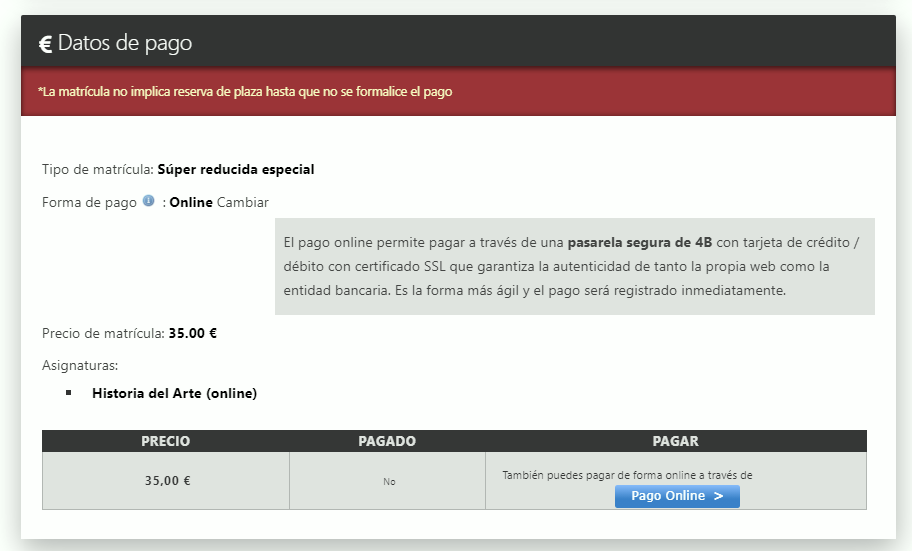 € Datos de pago
*La matrícula no implica reserva de plaza hasta que no se formalice el pago
Tipo de matrícula: Súper reducida especial
Forma de pago i : Online Cambiar
El pago online permite pagar a través de una pasarela segura de 4B con tarjeta de crédito /
débito con certificado SSL que garantiza la autenticidad de tanto la propia web como la
entidad bancaria. Es la forma más ágil y el pago será registrado inmediatamente.
Precio de matrícula: 35.00 €
Asignaturas:
▪ Historia del Arte (online)
PRECIO PAGADO PAGAR
35,00 € No También puedes pagar de forma online a través de
Pago Online >